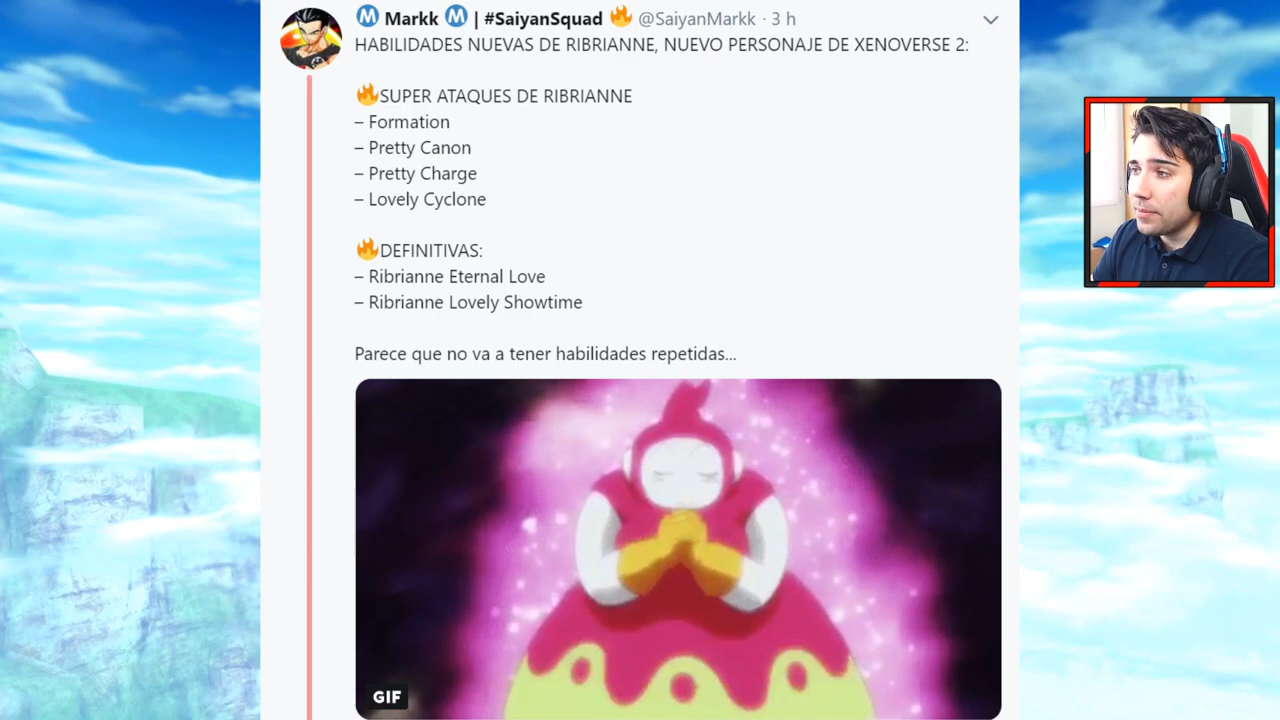 Ⓜ Markk Ⓜ | #SaiyanSquad 🔥 @SaiyanMarkk · 3 h
HABILIDADES NUEVAS DE RIBRIANNE, NUEVO PERSONAJE DE XENOVERSE 2:
🔥SUPER ATAQUES DE RIBRIANNE
– Formation
– Pretty Canon
– Pretty Charge
– Lovely Cyclone
🔥DEFINITIVAS:
– Ribrianne Eternal Love
– Ribrianne Lovely Showtime
Parece que no va a tener habilidades repetidas...
GIF